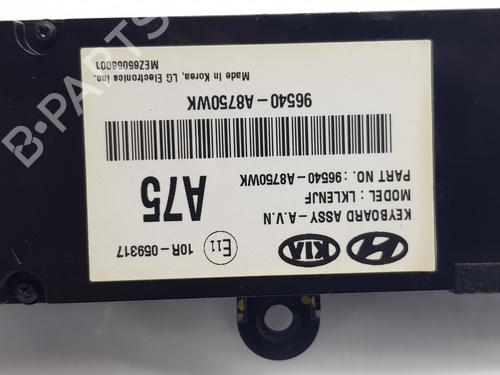 KIA
E11
10R-059317
KEYBOARD ASSY-A.V.N
MODEL : LKLENJF
PART NO. : 96540-A8750WK
A75
96540-A8750WK
Made in Korea, LG Electronics Inc.
MEZ65056001
B-PARTS